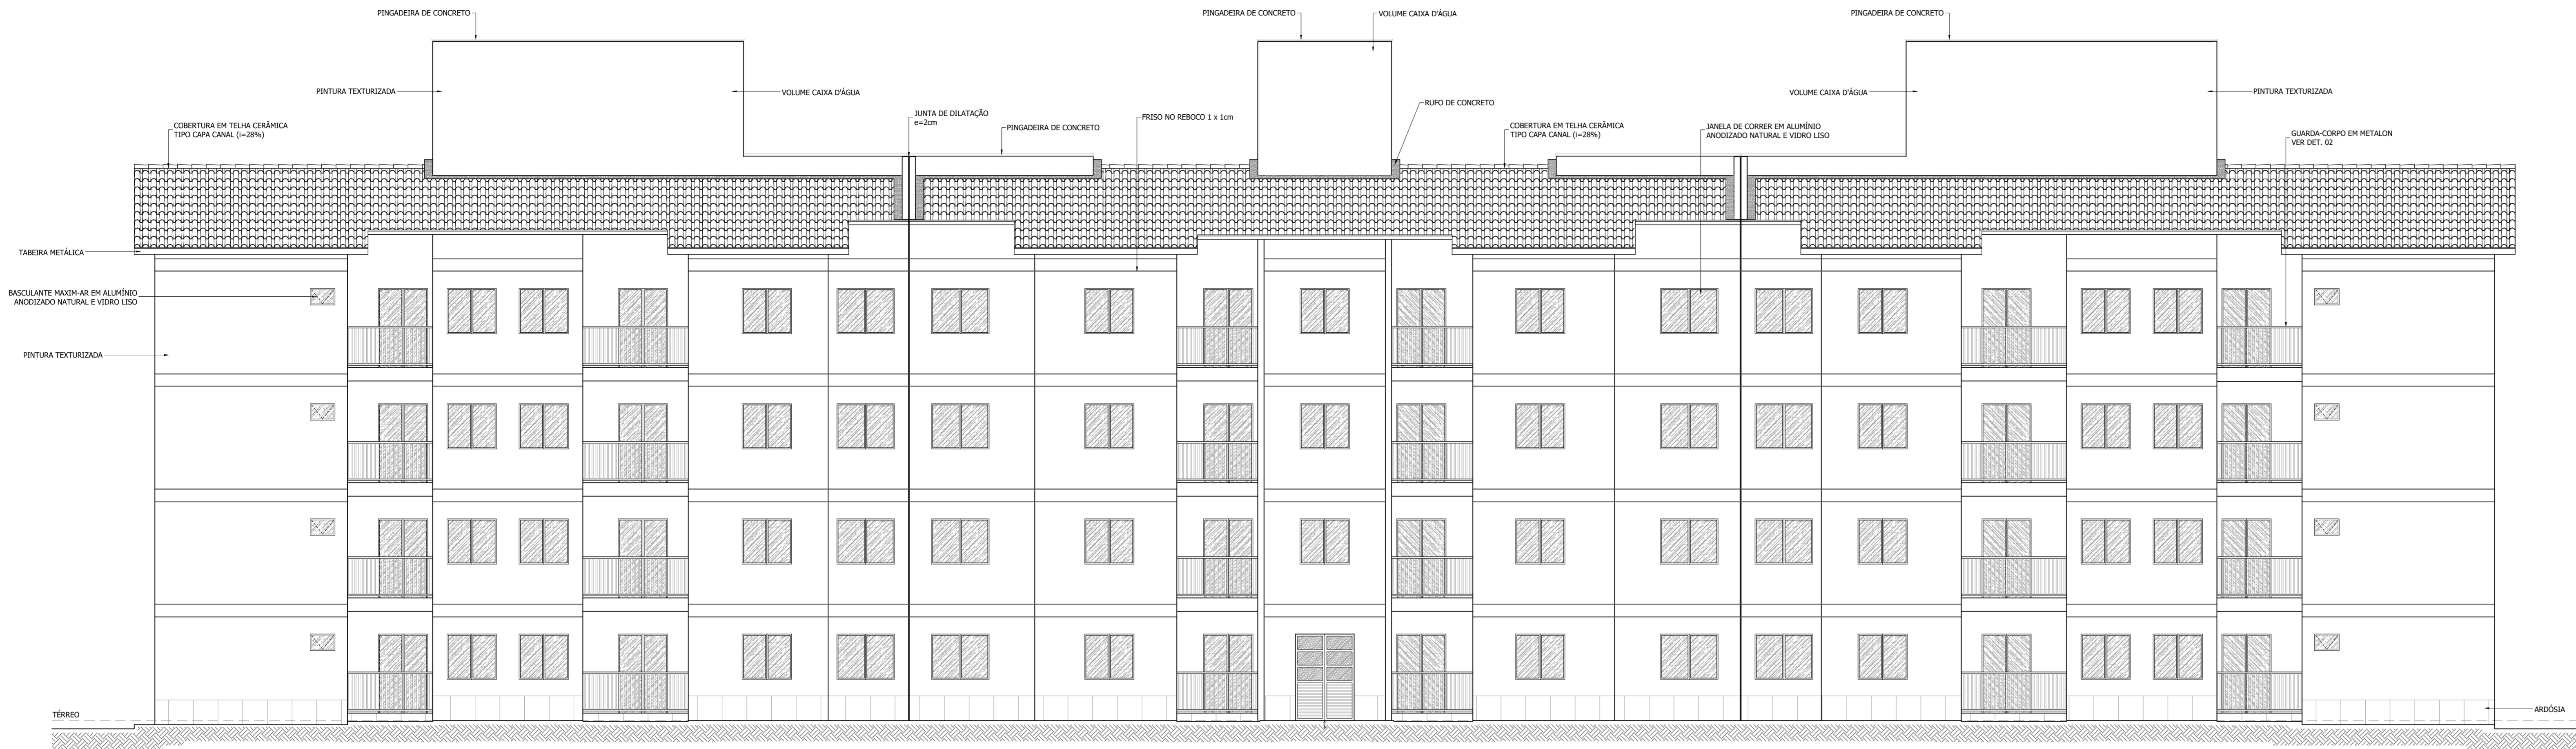 PINGADEIRA DE CONCRETO
PINGADEIRA DE CONCRETO
VOLUME CAIXA D'ÁGUA
PINGADEIRA DE CONCRETO
PINTURA TEXTURIZADA
VOLUME CAIXA D'ÁGUA
VOLUME CAIXA D'ÁGUA
PINTURA TEXTURIZADA
RUFO DE CONCRETO
JUNTA DE DILATAÇÃO
e=2cm
FRISO NO REBOCO 1 x 1cm
COBERTURA EM TELHA CERÂMICA
TIPO CAPA CANAL (i=28%)
PINGADEIRA DE CONCRETO
COBERTURA EM TELHA CERÂMICA
TIPO CAPA CANAL (i=28%)
JANELA DE CORRER EM ALUMÍNIO
ANODIZADO NATURAL E VIDRO LISO
GUARDA-CORPO EM METALON
VER DET. 02
TABEIRA METÁLICA
BASCULANTE MAXIM-AR EM ALUMÍNIO
ANODIZADO NATURAL E VIDRO LISO
PINTURA TEXTURIZADA
TÉRREO
ARDÓSIA